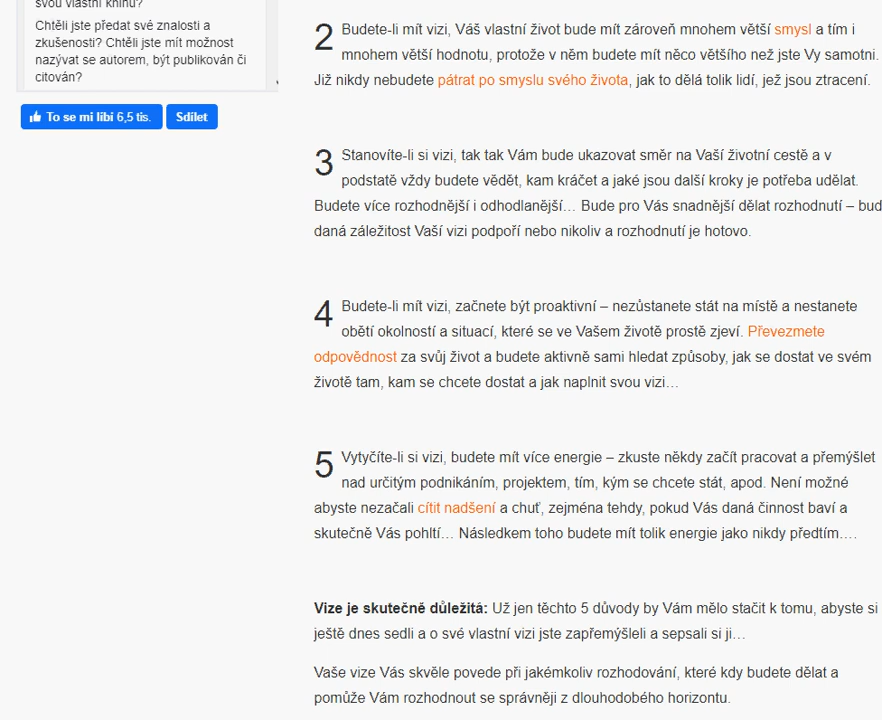 svou vlastní knihu?
Chtěli jste předat své znalosti a
zkušenosti? Chtěli jste mít možnost
nazývat se autorem, být publikován či
citován?
To se mi líbí 6,5 tis.
Sdílet
2 Budete-li mít vizi, Váš vlastní život bude mít zároveň mnohem větší smysl a tím i
mnohem větší hodnotu, protože v něm budete mít něco většího než jste Vy samotni.
Již nikdy nebudete pátrat po smyslu svého života, jak to dělá tolik lidí, jež jsou ztracení.
3 Stanovíte-li si vizi, tak tak Vám bude ukazovat směr na Vaší životní cestě a v
podstatě vždy budete vědět, kam kráčet a jaké jsou další kroky je potřeba udělat.
Budete více rozhodnější i odhodlanější… Bude pro Vás snadnější dělat rozhodnutí – bud
daná záležitost Vaší vizi podpoří nebo nikoliv a rozhodnutí je hotovo.
4 Budete-li mít vizi, začnete být proaktivní – nezůstanete stát na místě a nestanete
obětí okolností a situací, které se ve Vašem životě prostě zjeví. Převezmete
odpovědnost za svůj život a budete aktivně sami hledat způsoby, jak se dostat ve svém
životě tam, kam se chcete dostat a jak naplnit svou vizi…
5 Vytyčíte-li si vizi, budete mít více energie – zkuste někdy začít pracovat a přemýšlet
nad určitým podnikáním, projektem, tím, kým se chcete stát, apod. Není možné
abyste nezačali cítit nadšení a chuť, zejména tehdy, pokud Vás daná činnost baví a
skutečně Vás pohltí… Následkem toho budete mít tolik energie jako nikdy předtím….
Vize je skutečně důležitá: Už jen těchto 5 důvody by Vám mělo stačit k tomu, abyste si
ještě dnes sedli a o své vlastní vizi jste zapřemýšleli a sepsali si ji…
Vaše vize Vás skvěle povede při jakémkoliv rozhodování, které kdy budete dělat a
pomůže Vám rozhodnout se správněji z dlouhodobého horizontu.